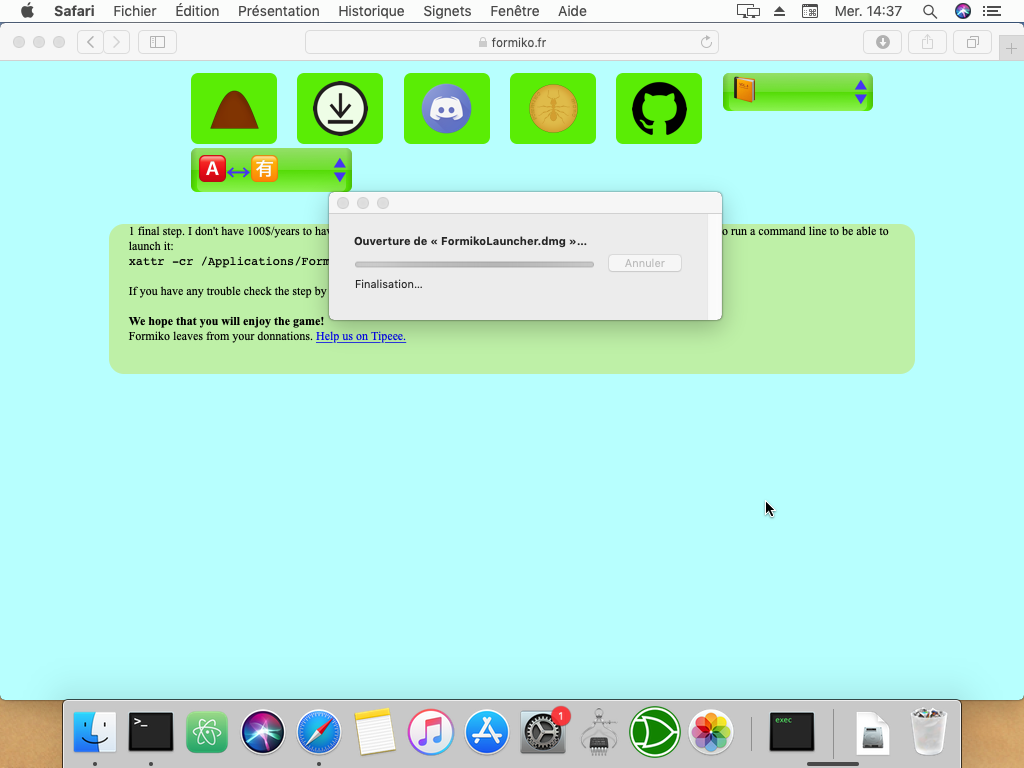 Safari Fichier Édition Présentation Historique Signets Fenêtre Aide Mer. 14:37
formiko.fr
A 有
1 final step. I don't have 100$/years to hav
o run a command line to be able to
launch it:
xattr -cr /Applications/Form
If you have any trouble check the step by
We hope that you will enjoy the game!
Formiko leaves from your donnations. Help us on Tipeee.
Ouverture de « FormikoLauncher.dmg »...
Annuler
Finalisation...
>_
1
exec